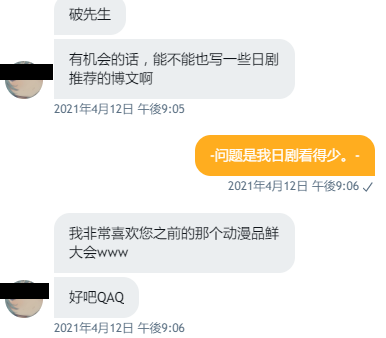 破先生
有机会的话，能不能也写一些日剧
推荐的博文啊
2021年4月12日 午後9:05
-问题是我日剧看得少。-
2021年4月12日 午後9:06
我非常喜欢您之前的那个动漫品鲜
大会www
好吧QAQ
2021年4月12日 午後9:06